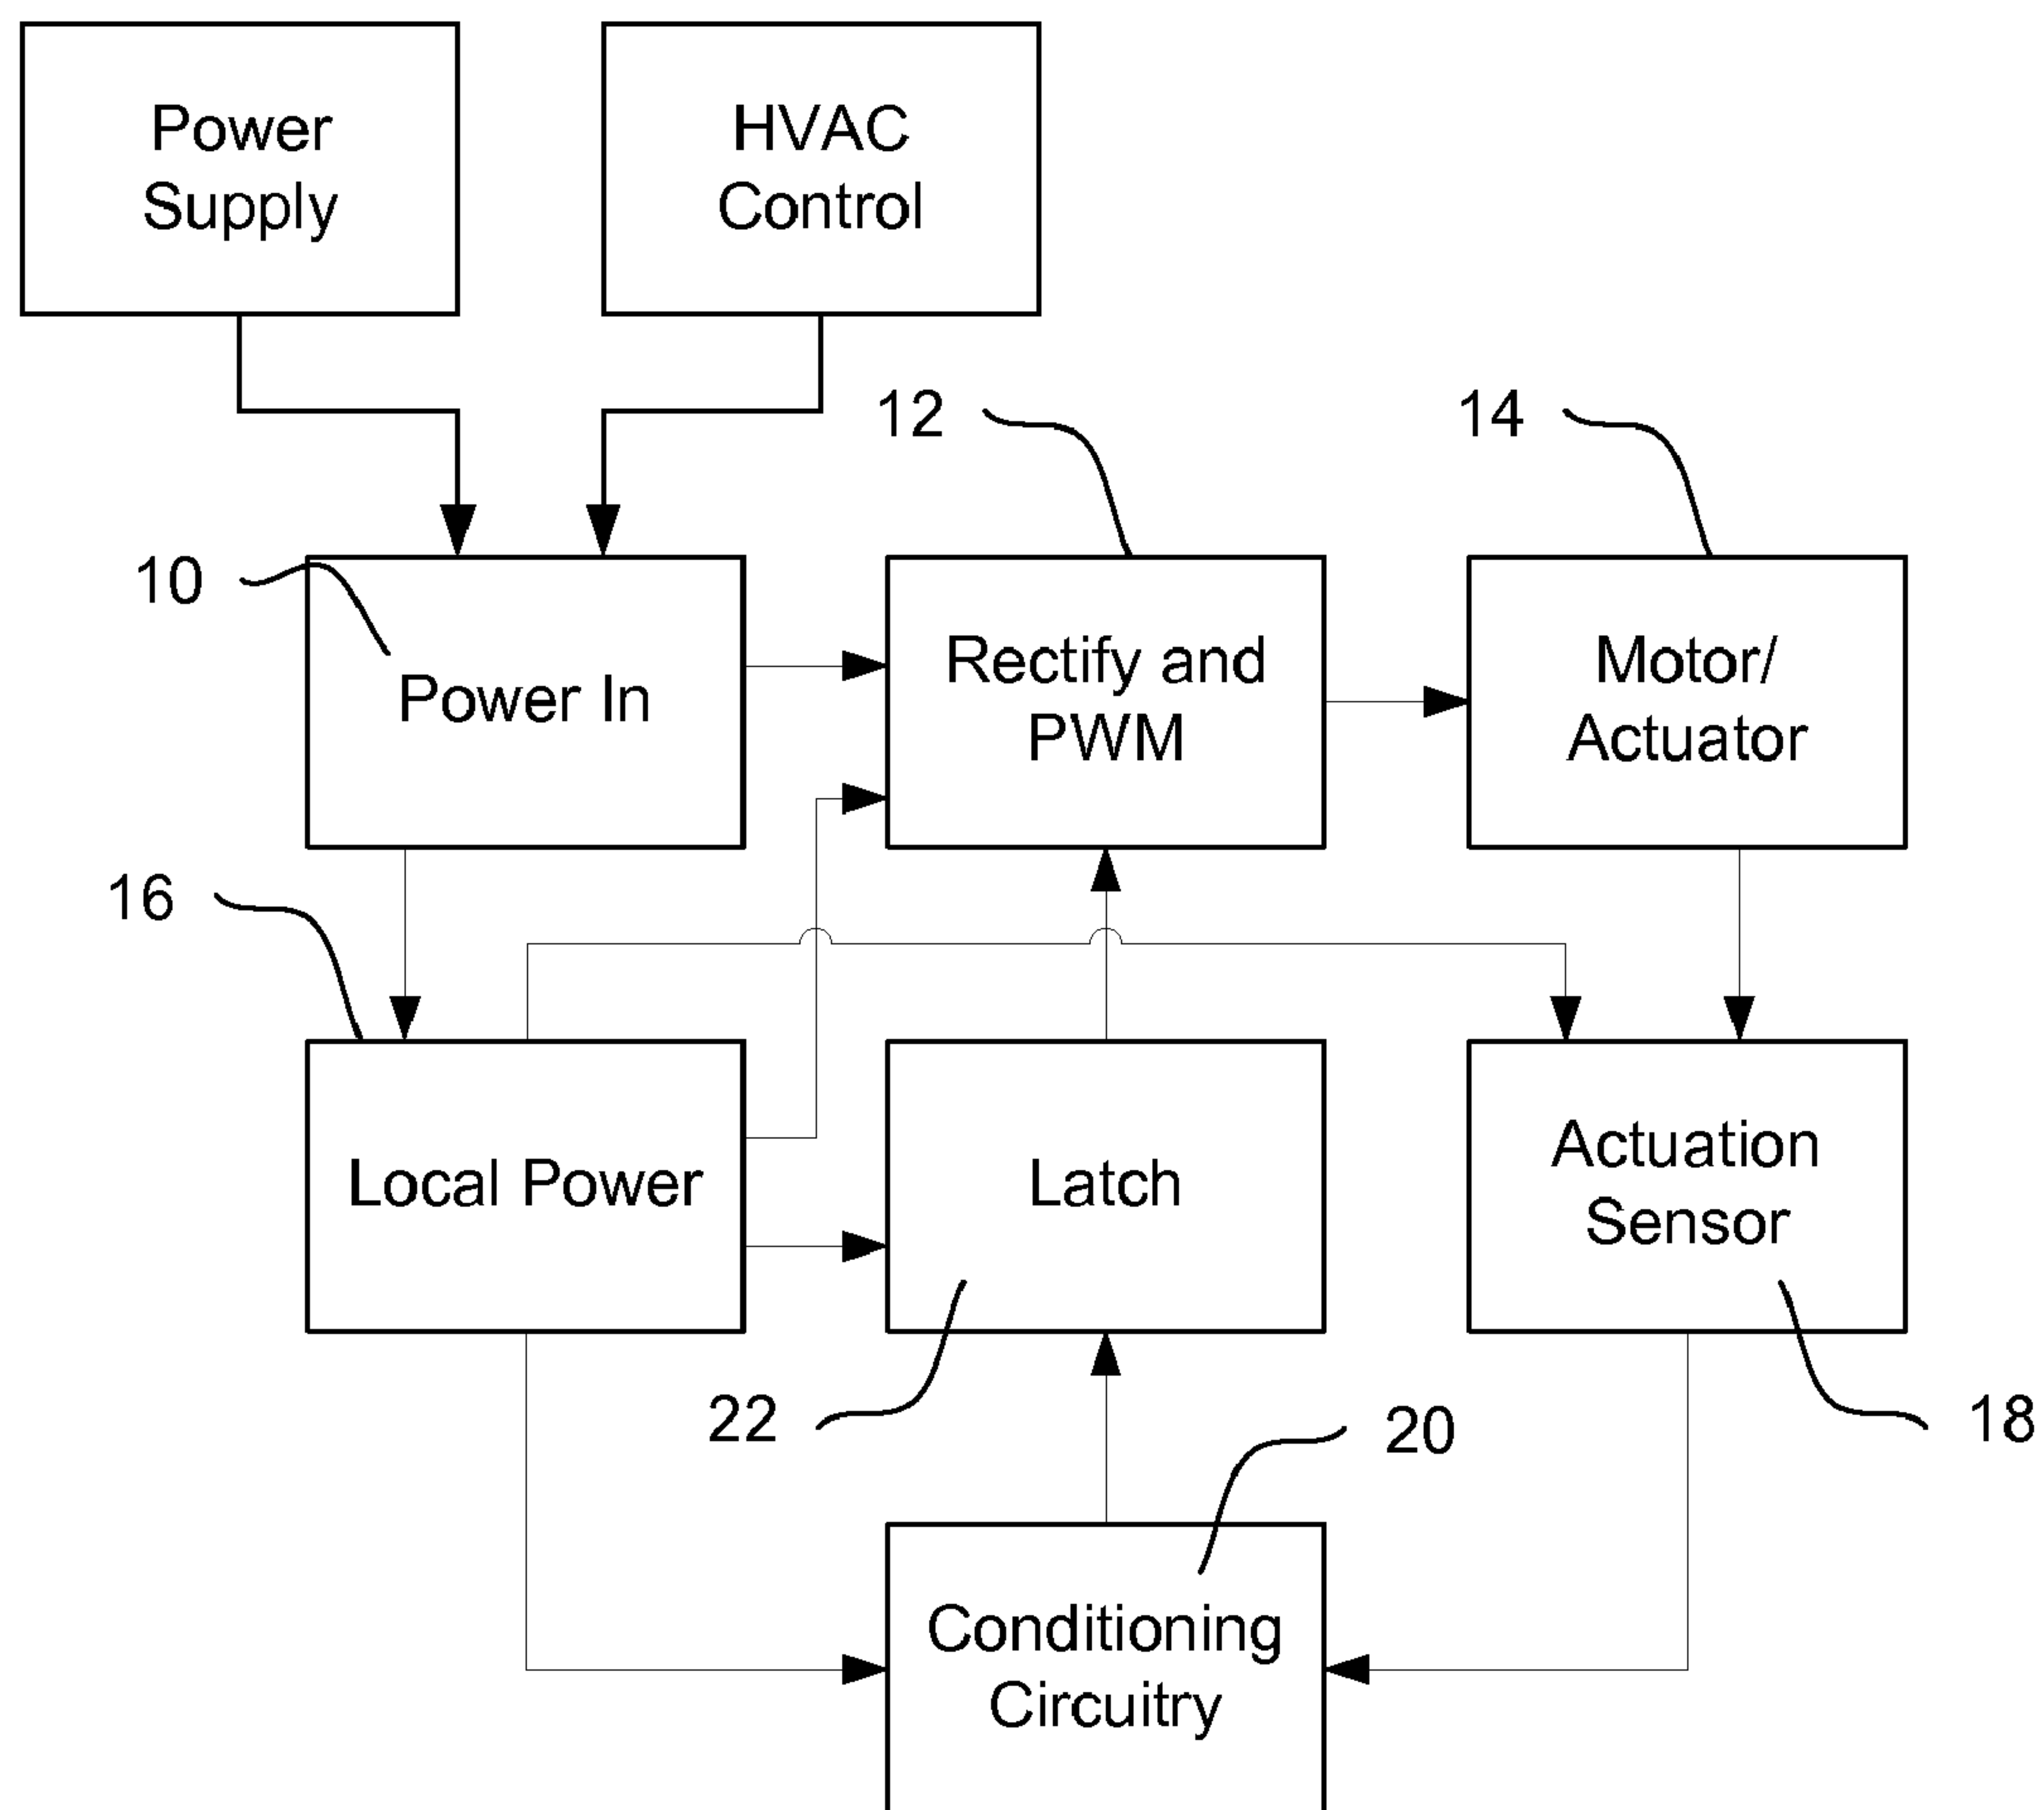 Power
Supply
HVAC
Control
12
14
10
Power In
Rectify and
PWM
Motor/
Actuator
16
Local Power
Latch
Actuation
Sensor
22
20
18
Conditioning
Circuitry